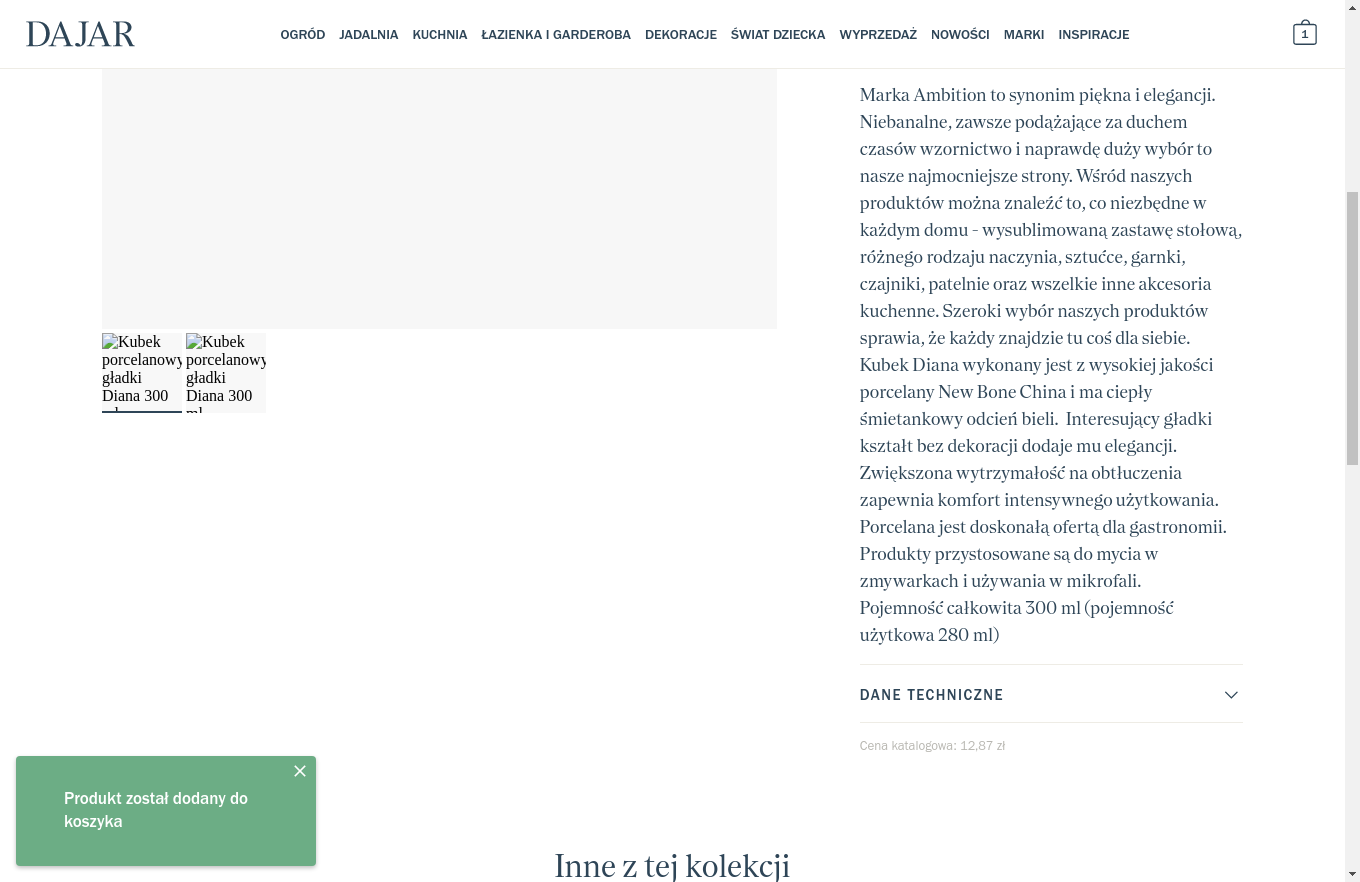 DAJAR
OGRÓD JADALNIA KUCHNIA ŁAZIENKA I GARDEROBA DEKORACJE ŚWIAT DZIECKA WYPRZEDAŻ NOWOŚCI MARKI INSPIRACJE
1
Marka Ambition to synonim piękna i elegancji.
Niebanalne, zawsze podążające za duchem
czasów wzornictwo i naprawdę duży wybór to
nasze najmocniejsze strony. Wśród naszych
produktów można znaleźć to, co niezbędne w
każdym domu - wysublimowaną zastawę stołową,
różnego rodzaju naczynia, sztućce, garnki,
czajniki, patelnie oraz wszelkie inne akcesoria
kuchenne. Szeroki wybór naszych produktów
sprawia, że każdy znajdzie tu coś dla siebie.
Kubek Diana wykonany jest z wysokiej jakości
porcelany New Bone China i ma ciepły
śmietankowy odcień bieli.  Interesujący gładki
kształt bez dekoracji dodaje mu elegancji.
Zwiększona wytrzymałość na obtłuczenia
zapewnia komfort intensywnego użytkowania.
Porcelana jest doskonałą ofertą dla gastronomii.
Produkty przystosowane są do mycia w
zmywarkach i używania w mikrofali.
Pojemność całkowita 300 ml (pojemność
użytkowa 280 ml)
Kubek
porcelanowy
gładki
Diana 300
Kubek
porcelanowy
gładki
Diana 300
ml
DANE TECHNICZNE
Cena katalogowa: 12,87 zł
Produkt został dodany do
koszyka
Inne z tej kolekcji